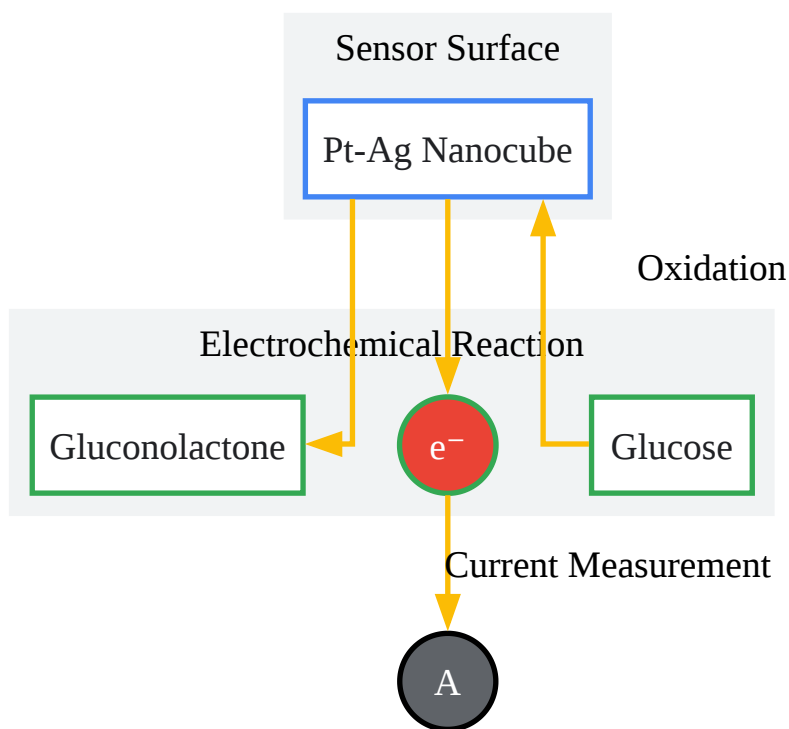 Sensor Surface
Pt-Ag Nanocube
Oxidation
Electrochemical Reaction
Gluconolactone
e⁻
Glucose
Current Measurement
A